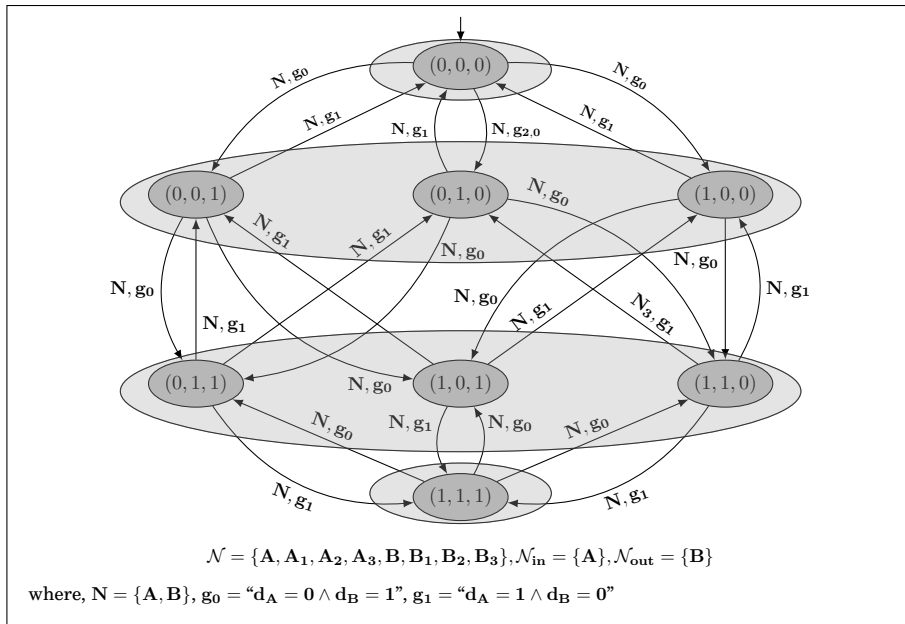 (0, 0, 0)
N, g₀
N, g₀
N, g₁
N, g₁
N, g₂,₀
N, g₁
(0, 0, 1)
(0, 1, 0)
(1, 0, 0)
N, g₀
N, g₁
N, g₁
N, g₀
N, g₀
N, g₀
N, g₀
N, g₁
N, g₁
N, g₁
N₃, g₁
(0, 1, 1)
(1, 0, 1)
(1, 1, 0)
N, g₀
N, g₀
N, g₁
N, g₀
N, g₀
(1, 1, 1)
N, g₁
N, g₁
𝒩 = {A, A₁, A₂, A₃, B, B₁, B₂, B₃}, 𝒩in = {A}, 𝒩out = {B}
where, N = {A, B}, g₀ = “d_A = 0 ∧ d_B = 1”, g₁ = “d_A = 1 ∧ d_B = 0”